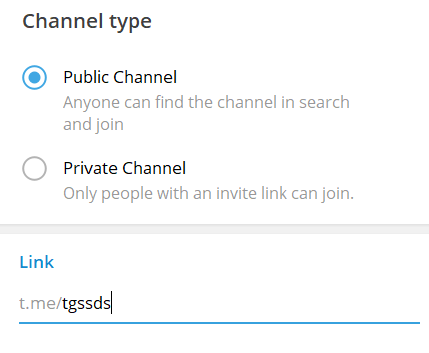 Channel type
Public Channel
Anyone can find the channel in search
and join
Private Channel
Only people with an invite link can join.
Link
t.me/tgssds